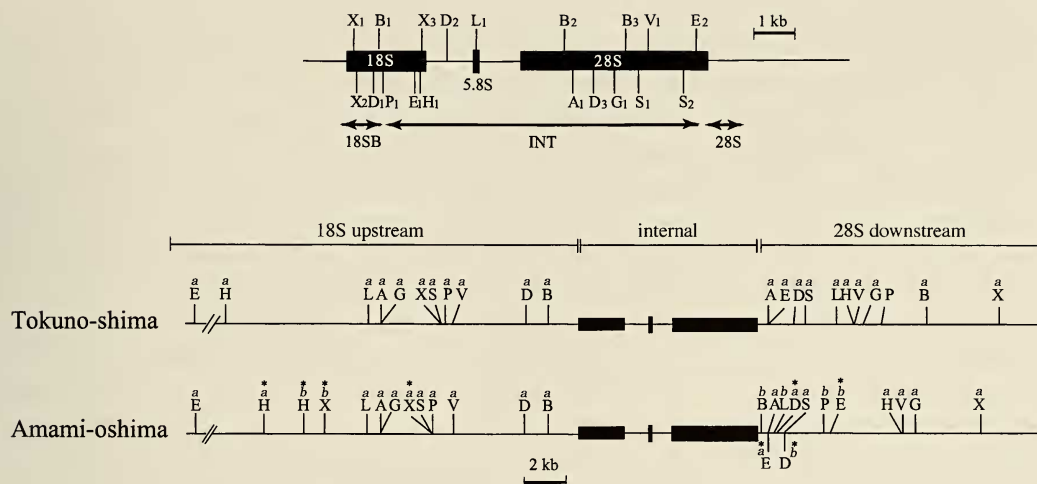 X1 B1 X3 D2 L1 B2 B3 V1 E2 1 kb
18S 28S
5.8S
X2 D1 P1 E1 H1 A1 D3 G1 S1 S2
18SB INT 28S
18S upstream internal 28S downstream
a a a a a a a a a a a a a a a a a a a a a
E H L A G X S P V D B A E D S L H V G P B X
Tokuno-shima
* * * * * *
a a b b a a a a a a a a a b a b a a b b a a a a
E H H X L A G X S P V D B B A L D S P E H V G X
Amami-oshima
* *
a b
E D
2 kb